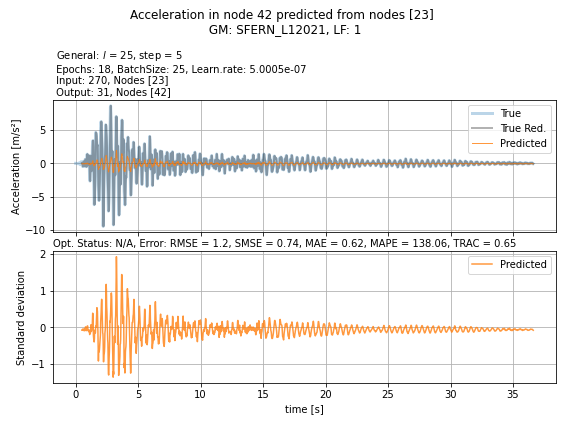 Acceleration in node 42 predicted from nodes [23]
GM: SFERN_L12021, LF: 1
General: l = 25, step = 5
Epochs: 18, BatchSize: 25, Learn.rate: 5.0005e-07
Input: 270, Nodes [23]
Output: 31, Nodes [42]
Acceleration [m/s²]
5
0
−5
−10
True
True Red.
Predicted
Opt. Status: N/A, Error: RMSE = 1.2, SMSE = 0.74, MAE = 0.62, MAPE = 138.06, TRAC = 0.65
Standard deviation
2
1
0
−1
Predicted
0 5 10 15 20 25 30 35
time [s]